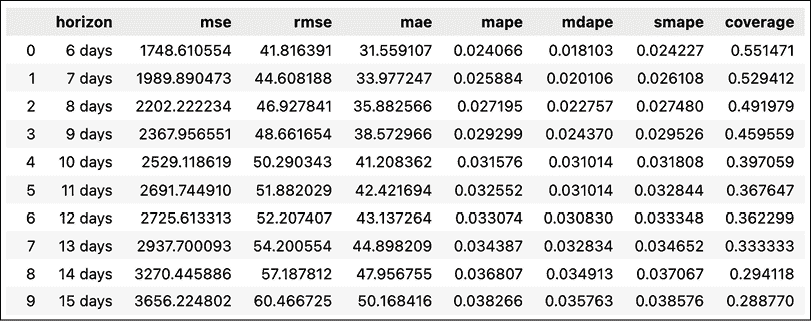 horizon mse rmse mae mape mdape smape coverage
0 6 days 1748.610554 41.816391 31.559107 0.024066 0.018103 0.024227 0.551471
1 7 days 1989.890473 44.608188 33.977247 0.025884 0.020106 0.026108 0.529412
2 8 days 2202.222234 46.927841 35.882566 0.027195 0.022757 0.027480 0.491979
3 9 days 2367.956551 48.661654 38.572966 0.029299 0.024370 0.029526 0.459559
4 10 days 2529.118619 50.290343 41.208362 0.031576 0.031014 0.031808 0.397059
5 11 days 2691.744910 51.882029 42.421694 0.032552 0.031014 0.032844 0.367647
6 12 days 2725.613313 52.207407 43.137264 0.033074 0.030830 0.033348 0.362299
7 13 days 2937.700093 54.200554 44.898209 0.034387 0.032834 0.034652 0.333333
8 14 days 3270.445886 57.187812 47.956755 0.036807 0.034913 0.037067 0.294118
9 15 days 3656.224802 60.466725 50.168416 0.038266 0.035763 0.038576 0.288770